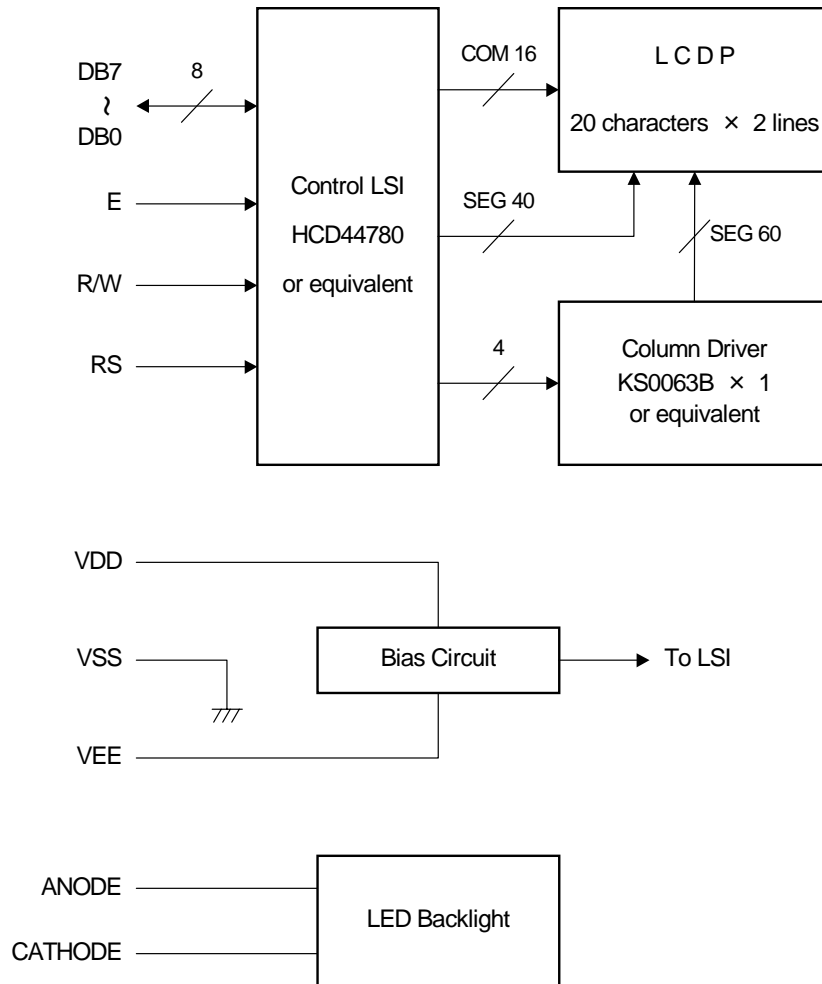 DB7
~
DB0
8
E
R/W
RS
Control LSI
HCD44780
or equivalent
COM 16
SEG 40
4
L C D P
20 characters × 2 lines
SEG 60
Column Driver
KS0063B × 1
or equivalent
VDD
VSS
VEE
Bias Circuit
To LSI
ANODE
CATHODE
LED Backlight